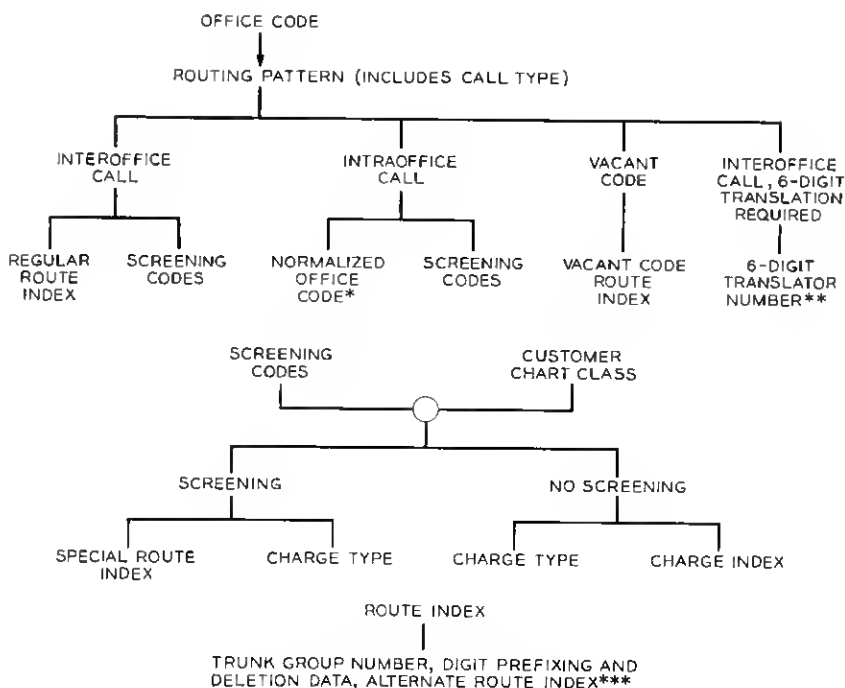 OFFICE CODE
ROUTING PATTERN (INCLUDES CALL TYPE)
INTEROFFICE
CALL
INTRAOFFICE
CALL
VACANT
CODE
INTEROFFICE
CALL, 6-DIGIT
TRANSLATION
REQUIRED
REGULAR
ROUTE
INDEX
SCREENING
CODES
NORMALIZED
OFFICE
CODE*
SCREENING
CODES
VACANT CODE
ROUTE
INDEX
6-DIGIT
TRANSLATOR
NUMBER**
SCREENING
CODES
CUSTOMER
CHART CLASS
SCREENING
NO SCREENING
SPECIAL ROUTE
INDEX
CHARGE TYPE
CHARGE TYPE
CHARGE INDEX
ROUTE INDEX
TRUNK GROUP NUMBER, DIGIT PREFIXING AND
DELETION DATA, ALTERNATE ROUTE INDEX***